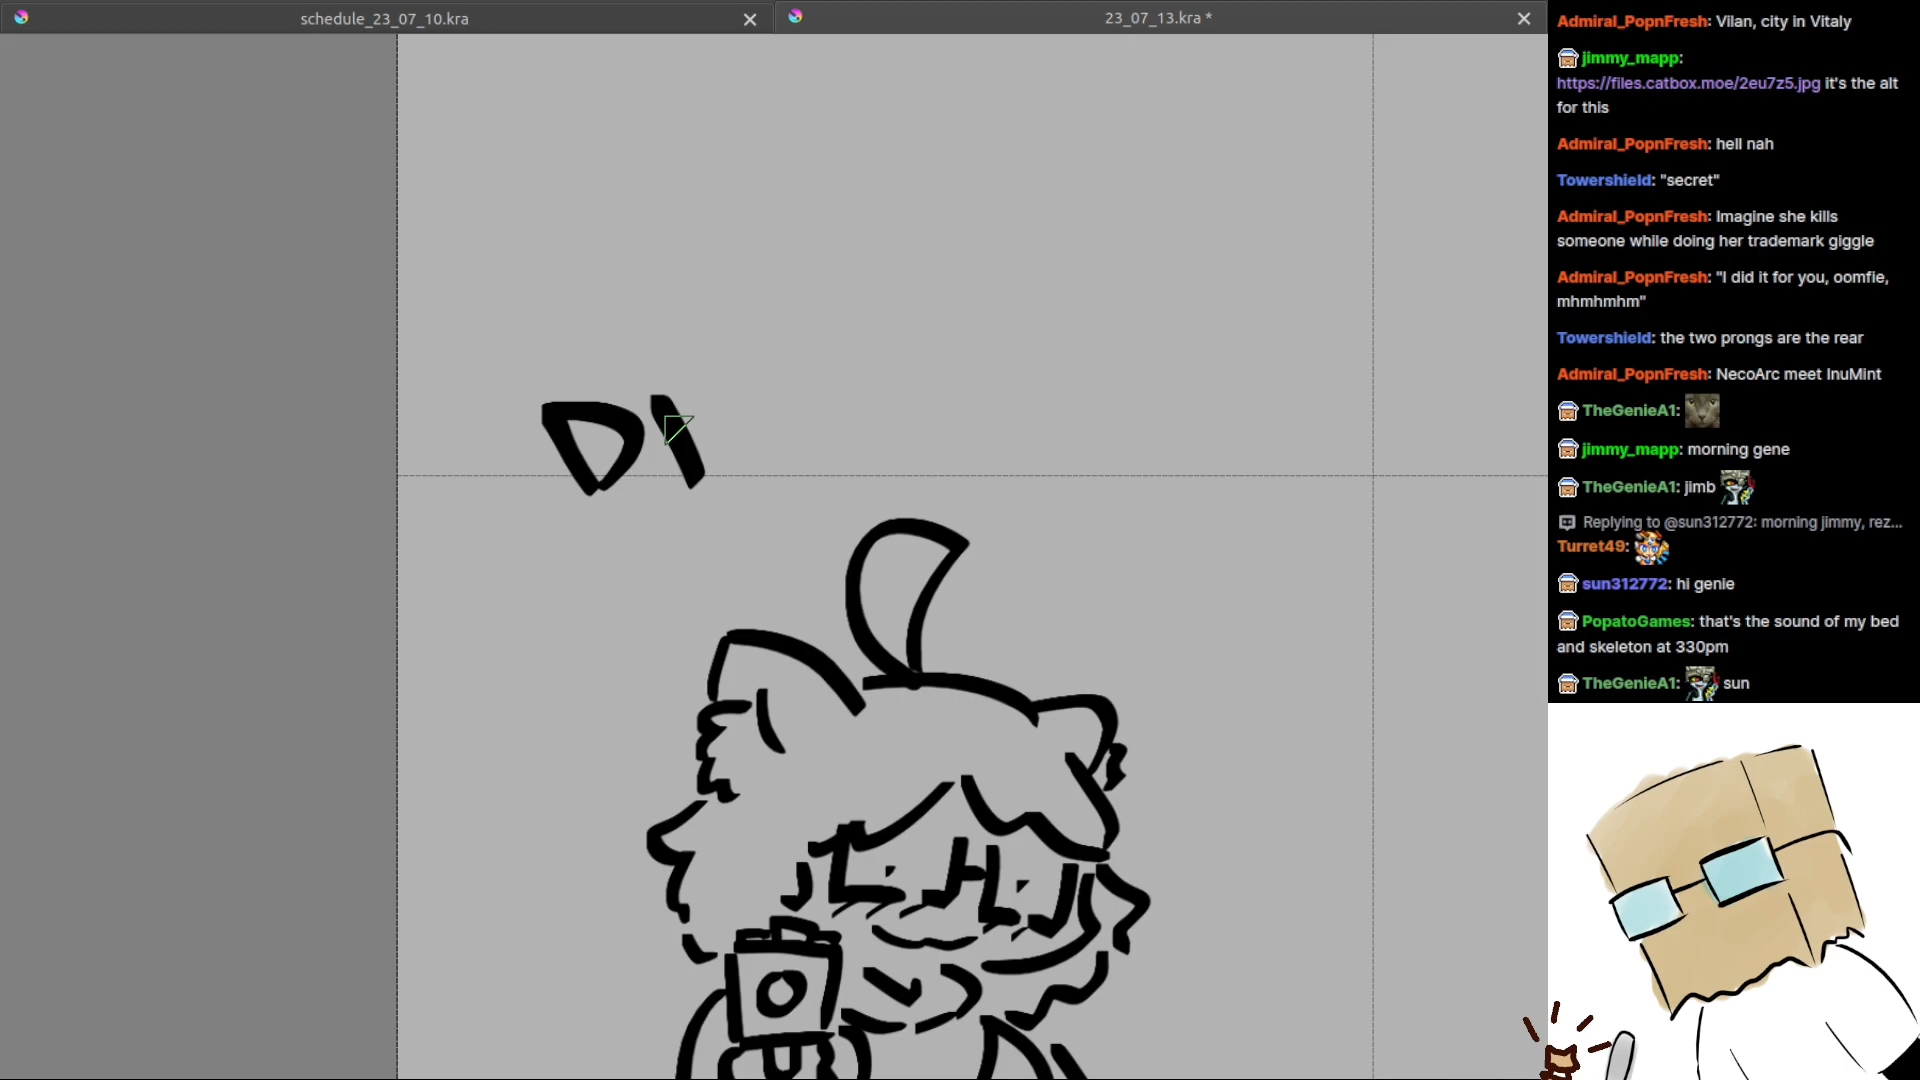 schedule_23_07_10.kra
23_07_13.kra *
DI
Admiral_PopnFresh: Vilan, city in Vitaly
jimmy_mapp:
https://files.catbox.moe/2eu7z5.jpg it's the alt
for this
Admiral_PopnFresh: hell nah
Towershield: "secret"
Admiral_PopnFresh: Imagine she kills
someone while doing her trademark giggle
Admiral_PopnFresh: "I did it for you, oomfie,
mhmhmhm"
Towershield: the two prongs are the rear
Admiral_PopnFresh: NecoArc meet InuMint
TheGenieA1:
jimmy_mapp: morning gene
TheGenieA1: jimb
Replying to @sun312772: morning jimmy, rez...
Turret49:
sun312772: hi genie
PopatoGames: that's the sound of my bed
and skeleton at 330pm
TheGenieA1: sun